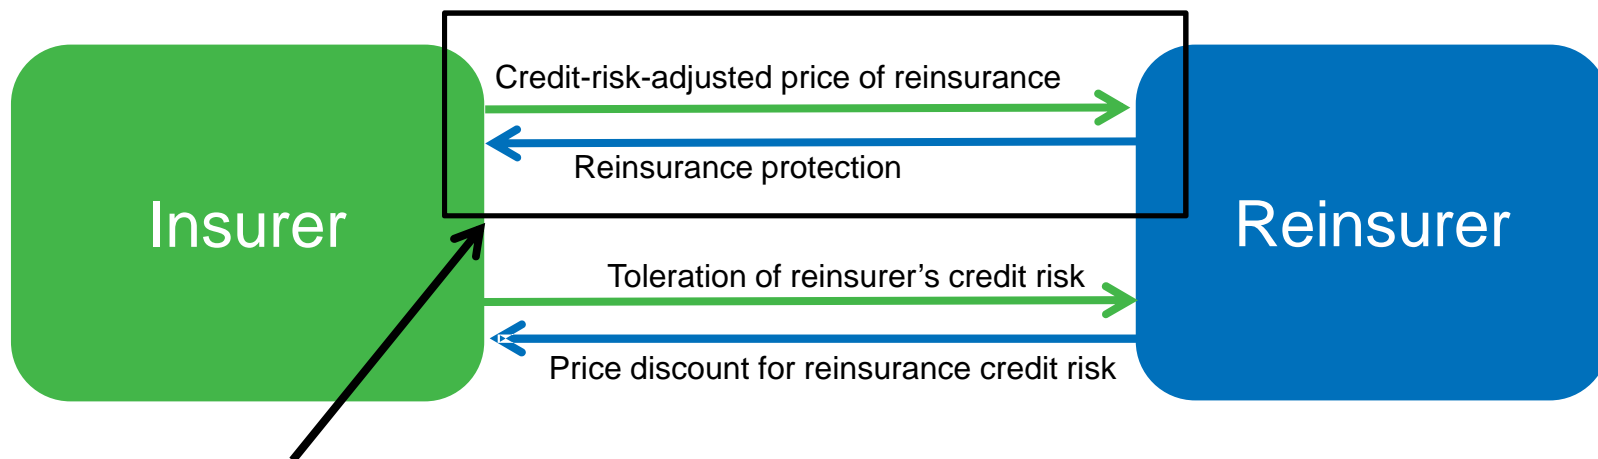 Credit-risk-adjusted price of reinsurance
Reinsurance protection
Insurer
Reinsurer
Toleration of reinsurer’s credit risk
Price discount for reinsurance credit risk